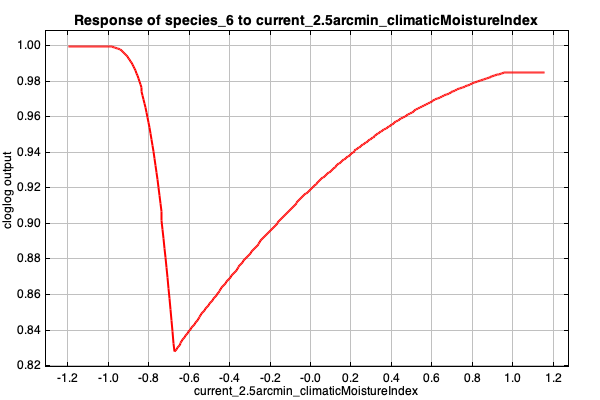 Response of species_6 to current_2.5arcmin_climaticMoistureIndex
1.00
0.98
0.96
0.94
0.92
0.90
0.88
0.86
0.84
0.82
cloglog output
-1.2 -1.0 -0.8 -0.6 -0.4 -0.2 -0.0 0.2 0.4 0.6 0.8 1.0 1.2
current_2.5arcmin_climaticMoistureIndex